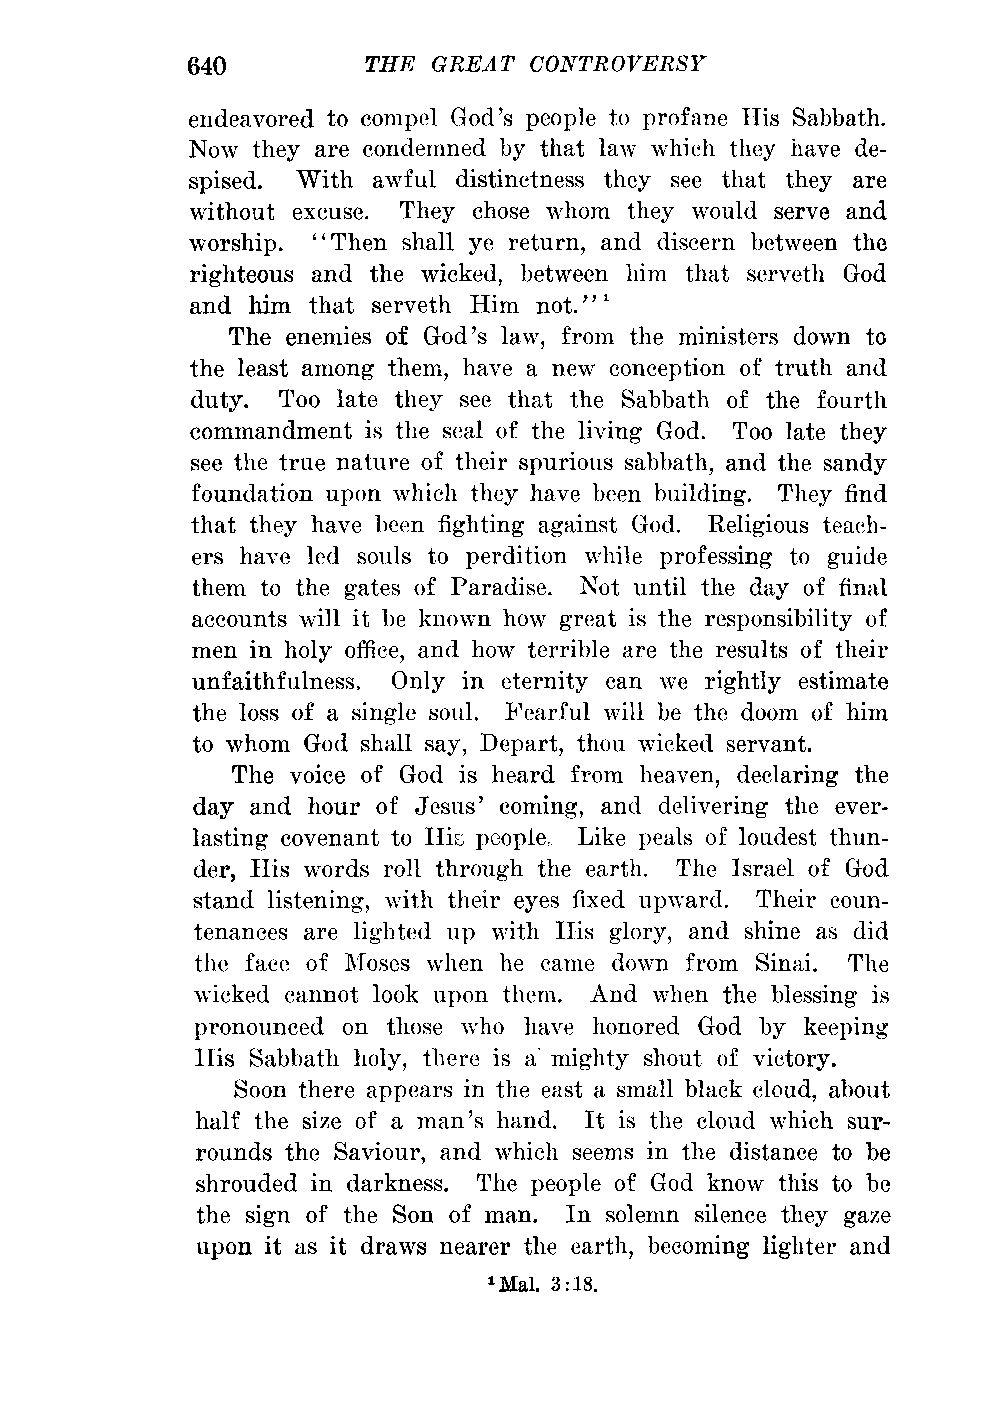 640 THE GREAT CONTROVERSY
endeavored to compel God's people to profane His Sabbath.
Now they are condemned by that law which they have de-
spised. With awful distinctness they see that they are
without excuse. They chose whom they would serve and
worship. "Then shall ye return, and discern between the
righteous and the wicked, between him that serveth God
and him that serveth Him not."¹
The enemies of God's law, from the ministers down to
the least among them, have a new conception of truth and
duty. Too late they see that the Sabbath of the fourth
commandment is the seal of the living God. Too late they
see the true nature of their spurious sabbath, and the sandy
foundation upon which they have been building. They find
that they have been fighting against God. Religious teach-
ers have led souls to perdition while professing to guide
them to the gates of Paradise. Not until the day of final
accounts will it be known how great is the responsibility of
men in holy office, and how terrible are the results of their
unfaithfulness. Only in eternity can we rightly estimate
the loss of a single soul. Fearful will be the doom of him
to whom God shall say, Depart, thou wicked servant.
The voice of God is heard from heaven, declaring the
day and hour of Jesus' coming, and delivering the ever-
lasting covenant to His people. Like peals of loudest thun-
der, His words roll through the earth. The Israel of God
stand listening, with their eyes fixed upward. Their coun-
tenances are lighted up with His glory, and shine as did
the face of Moses when he came down from Sinai. The
wicked cannot look upon them. And when the blessing is
pronounced on those who have honored God by keeping
His Sabbath holy, there is a mighty shout of victory.
Soon there appears in the east a small black cloud, about
half the size of a man's hand. It is the cloud which sur-
rounds the Saviour, and which seems in the distance to be
shrouded in darkness. The people of God know this to be
the sign of the Son of man. In solemn silence they gaze
upon it as it draws nearer the earth, becoming lighter and
¹Mal. 3:18.